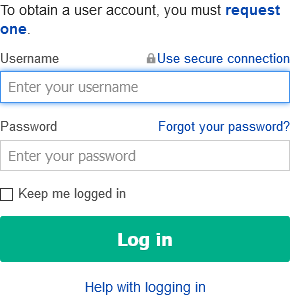 To obtain a user account, you must request
one.
Username Use secure connection
Enter your username
Password Forgot your password?
Enter your password
Keep me logged in
Log in
Help with logging in